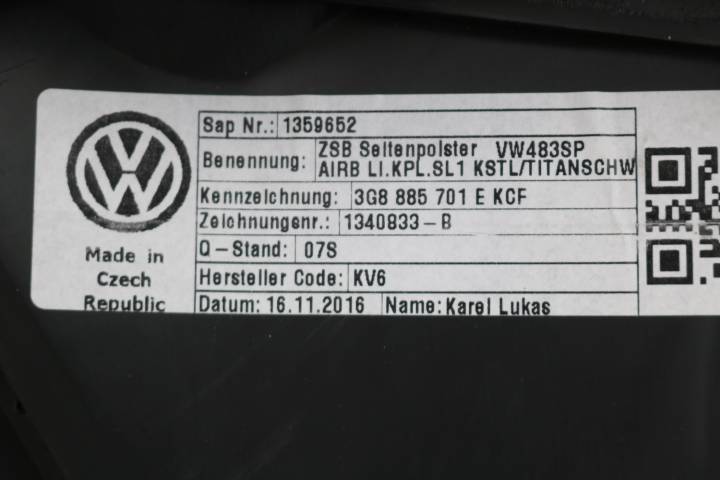 Sap Nr.: 1359652
Benennung: ZSB Seitenpolster VW483SP
AIRB LI.KPL.SL1 KSTL/TITANSCHW
Kennzeichnung: 3G8 885 701 E KCF
Zeichnungenr.: 1340833-B
Q-Stand: 07S
Hersteller Code: KV6
Datum: 16.11.2016 Name: Karel Lukas
VW
Made in
Czech
Republic